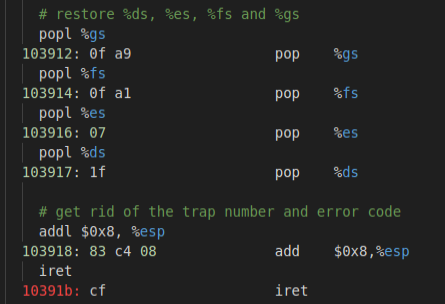 # restore %ds, %es, %fs and %gs
popl %gs
103912: 0f a9 pop %gs
popl %fs
103914: 0f a1 pop %fs
popl %es
103916: 07 pop %es
popl %ds
103917: 1f pop %ds
# get rid of the trap number and error code
addl $0x8, %esp
103918: 83 c4 08 add $0x8,%esp
iret
10391b: cf iret